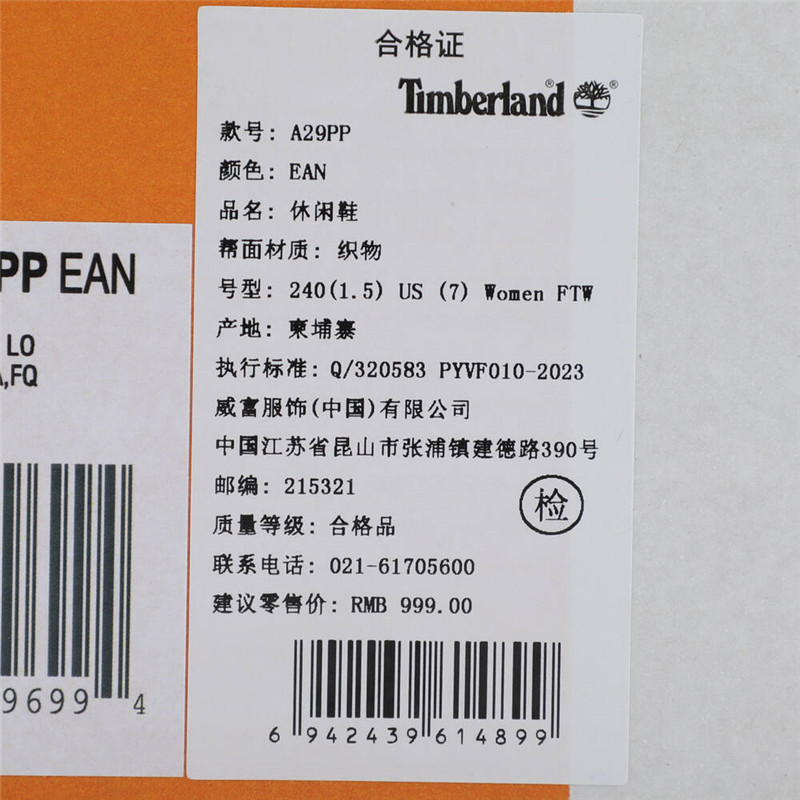 合格证
Timberland®
款号: A29PP
颜色: EAN
品名: 休闲鞋
帮面材质: 织物
号型: 240(1.5) US (7) Women FTW
产地: 柬埔寨
执行标准: Q/320583 PYVF010-2023
威富服饰(中国)有限公司
中国江苏省昆山市张浦镇建德路390号
邮编: 215321
检
质量等级: 合格品
联系电话: 021-61705600
建议零售价: RMB 999.00
6 942439 614899
PP EAN
LO
,FQ
9699 4